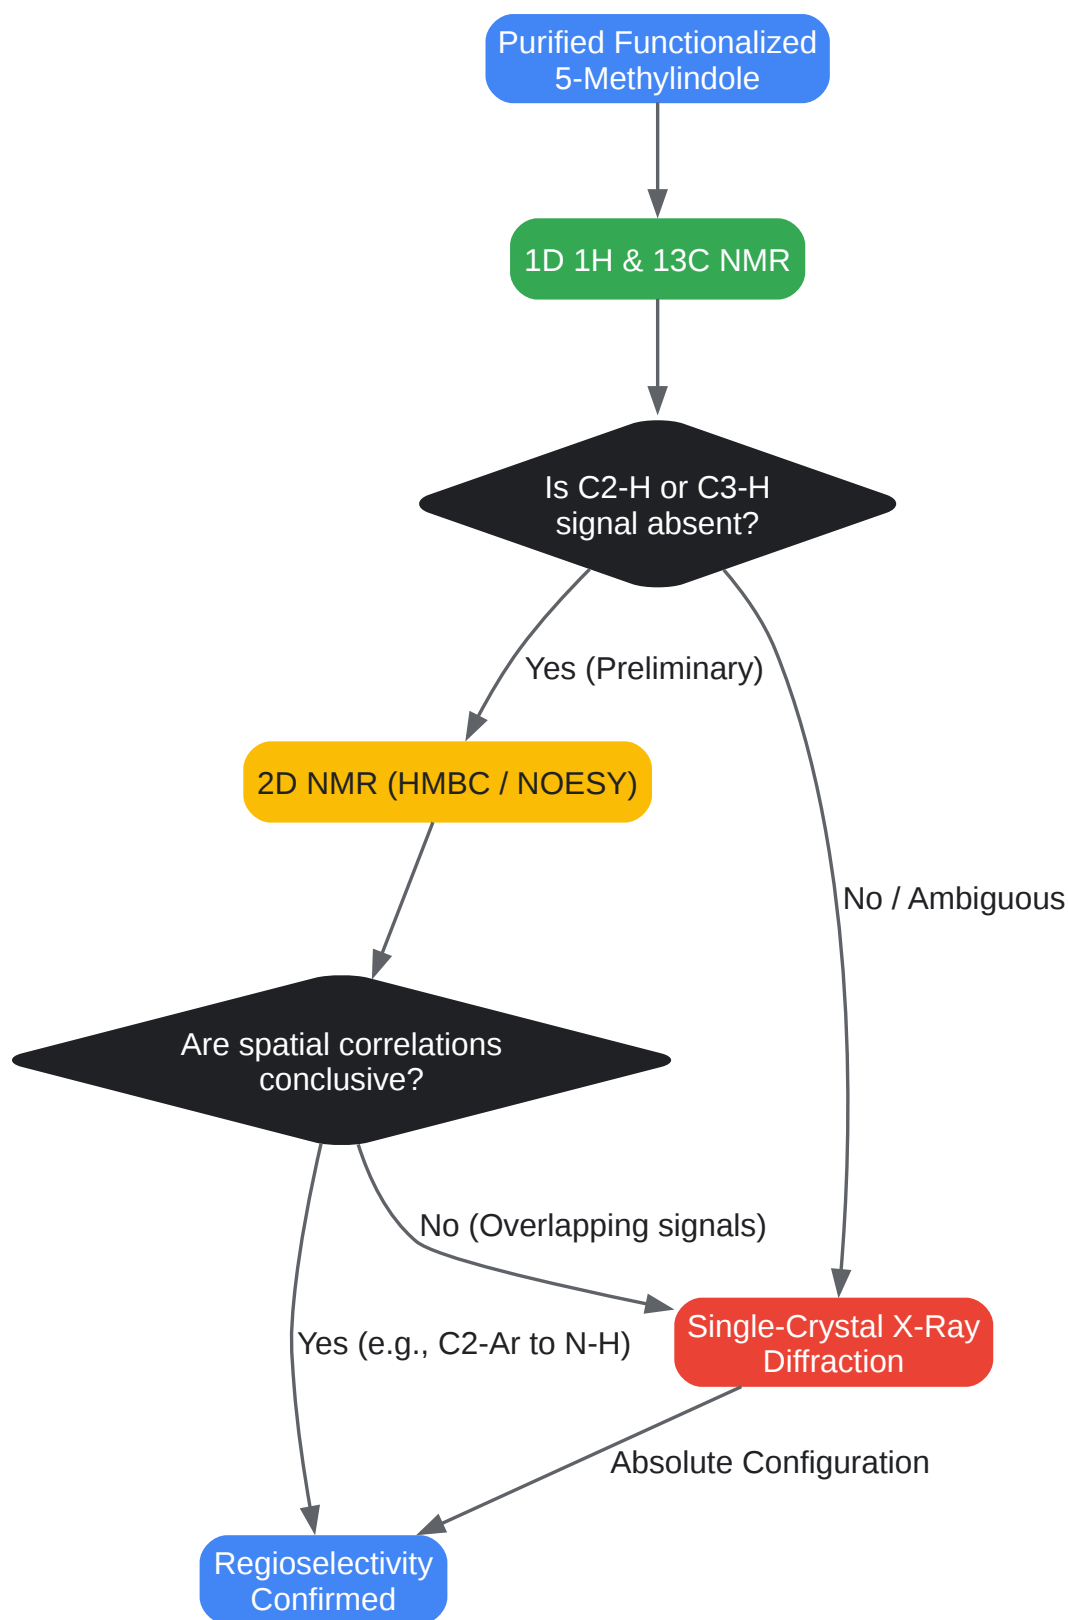 Purified Functionalized
5-Methylindole
1D 1H & 13C NMR
Is C2-H or C3-H
signal absent?
Yes (Preliminary)
2D NMR (HMBC / NOESY)
No / Ambiguous
Are spatial correlations
conclusive?
No (Overlapping signals)
Yes (e.g., C2-Ar to N-H)
Single-Crystal X-Ray
Diffraction
Absolute Configuration
Regioselectivity
Confirmed